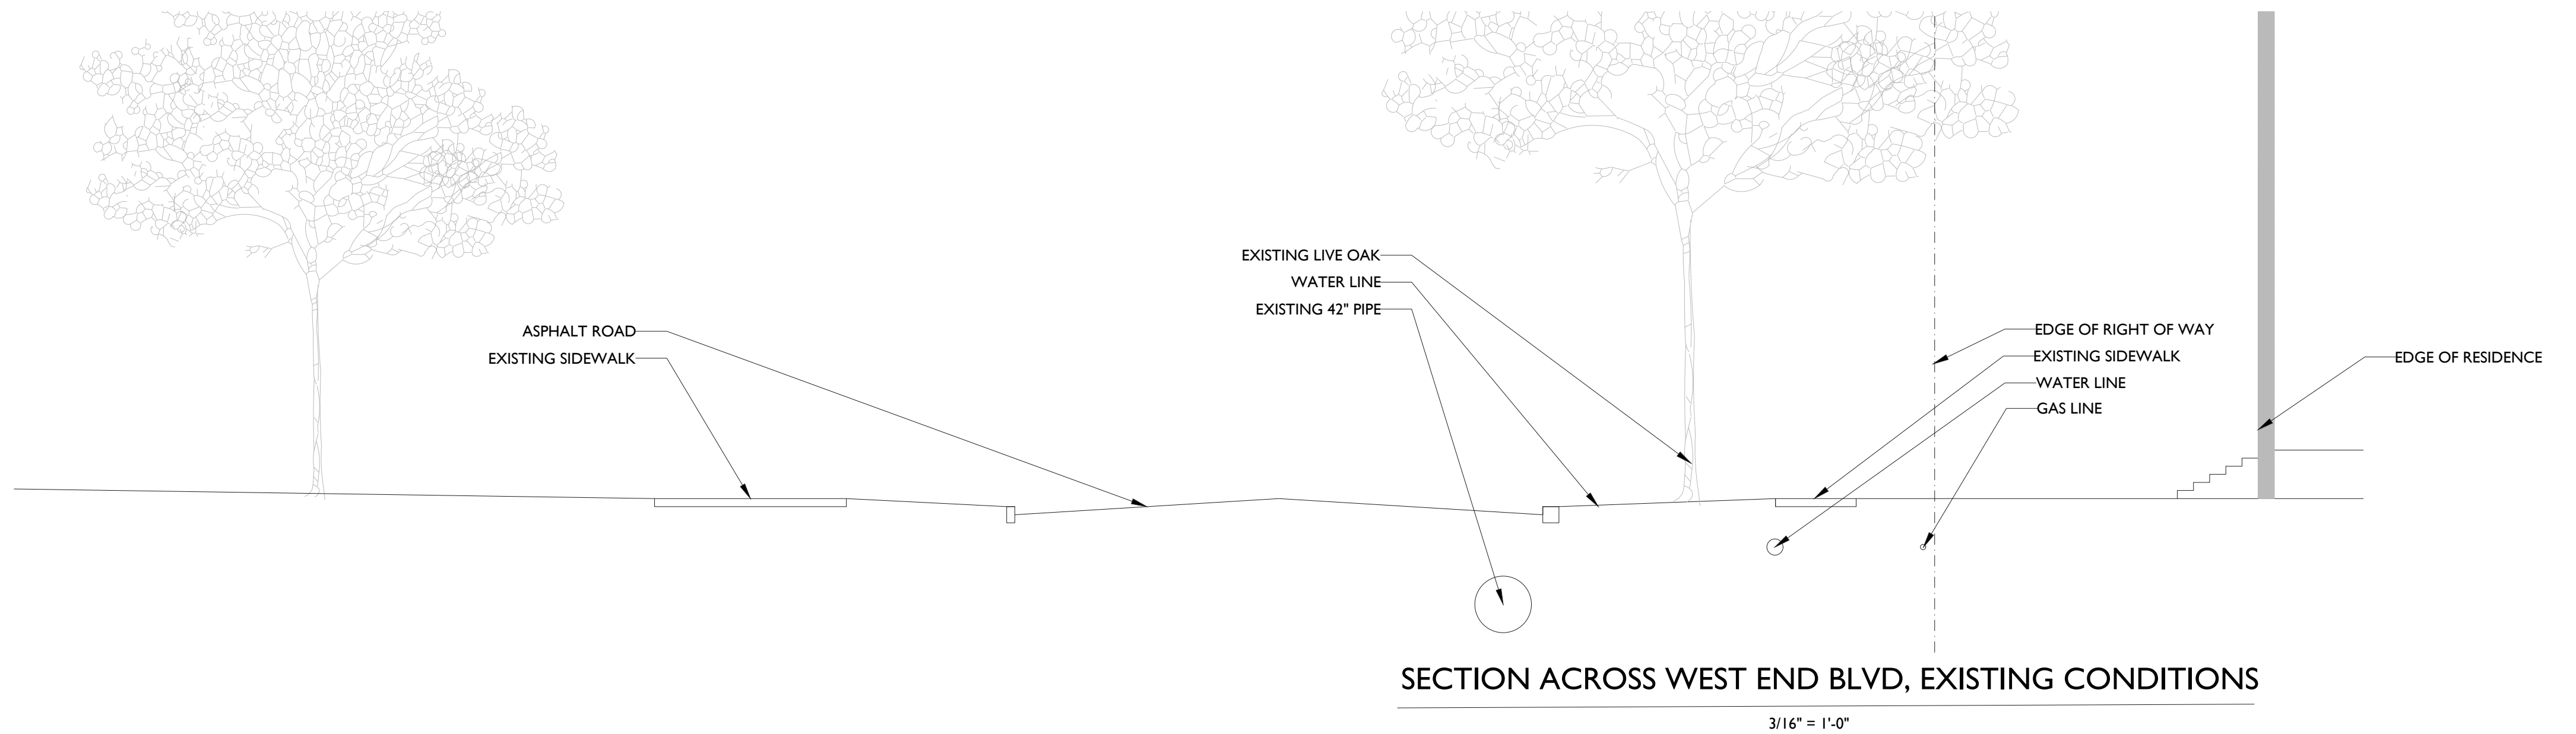 EXISTING LIVE OAK
WATER LINE
EXISTING 42" PIPE
ASPHALT ROAD
EXISTING SIDEWALK
EDGE OF RIGHT OF WAY
EXISTING SIDEWALK
WATER LINE
GAS LINE
EDGE OF RESIDENCE
SECTION ACROSS WEST END BLVD, EXISTING CONDITIONS
3/16" = 1'-0"